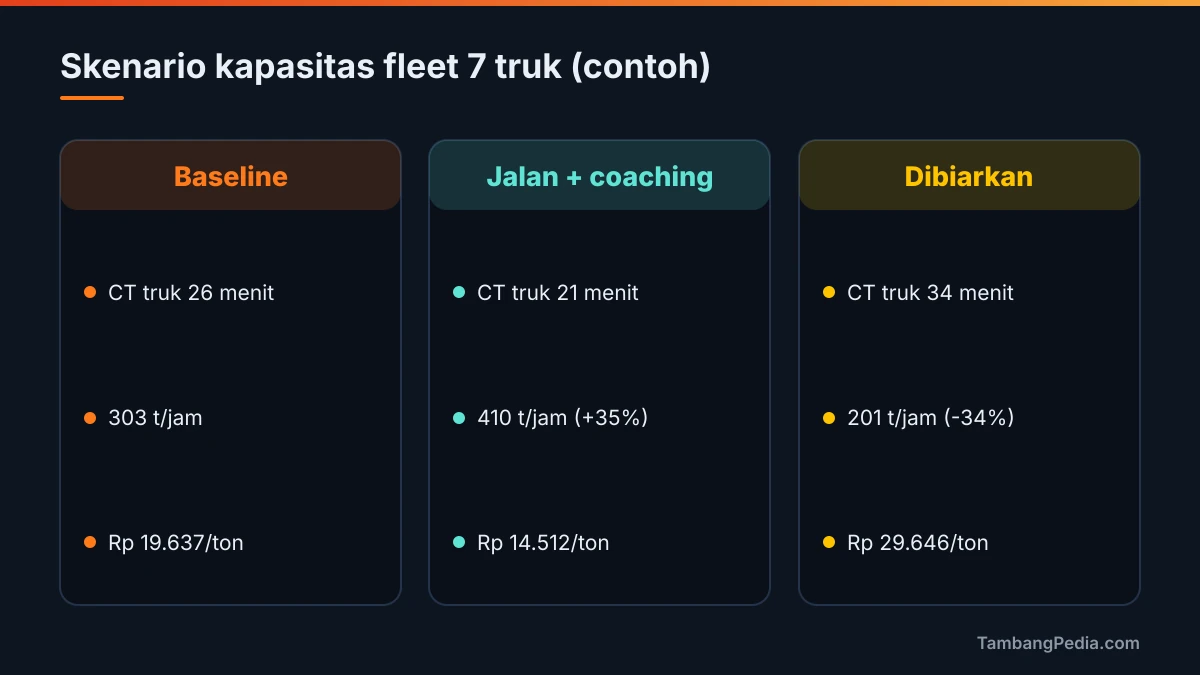 Skenario kapasitas fleet 7 truk (contoh)
Baseline
CT truk 26 menit
303 t/jam
Rp 19.637/ton
Jalan + coaching
CT truk 21 menit
410 t/jam (+35%)
Rp 14.512/ton
Dibiarkan
CT truk 34 menit
201 t/jam (-34%)
Rp 29.646/ton
TambangPedia.com